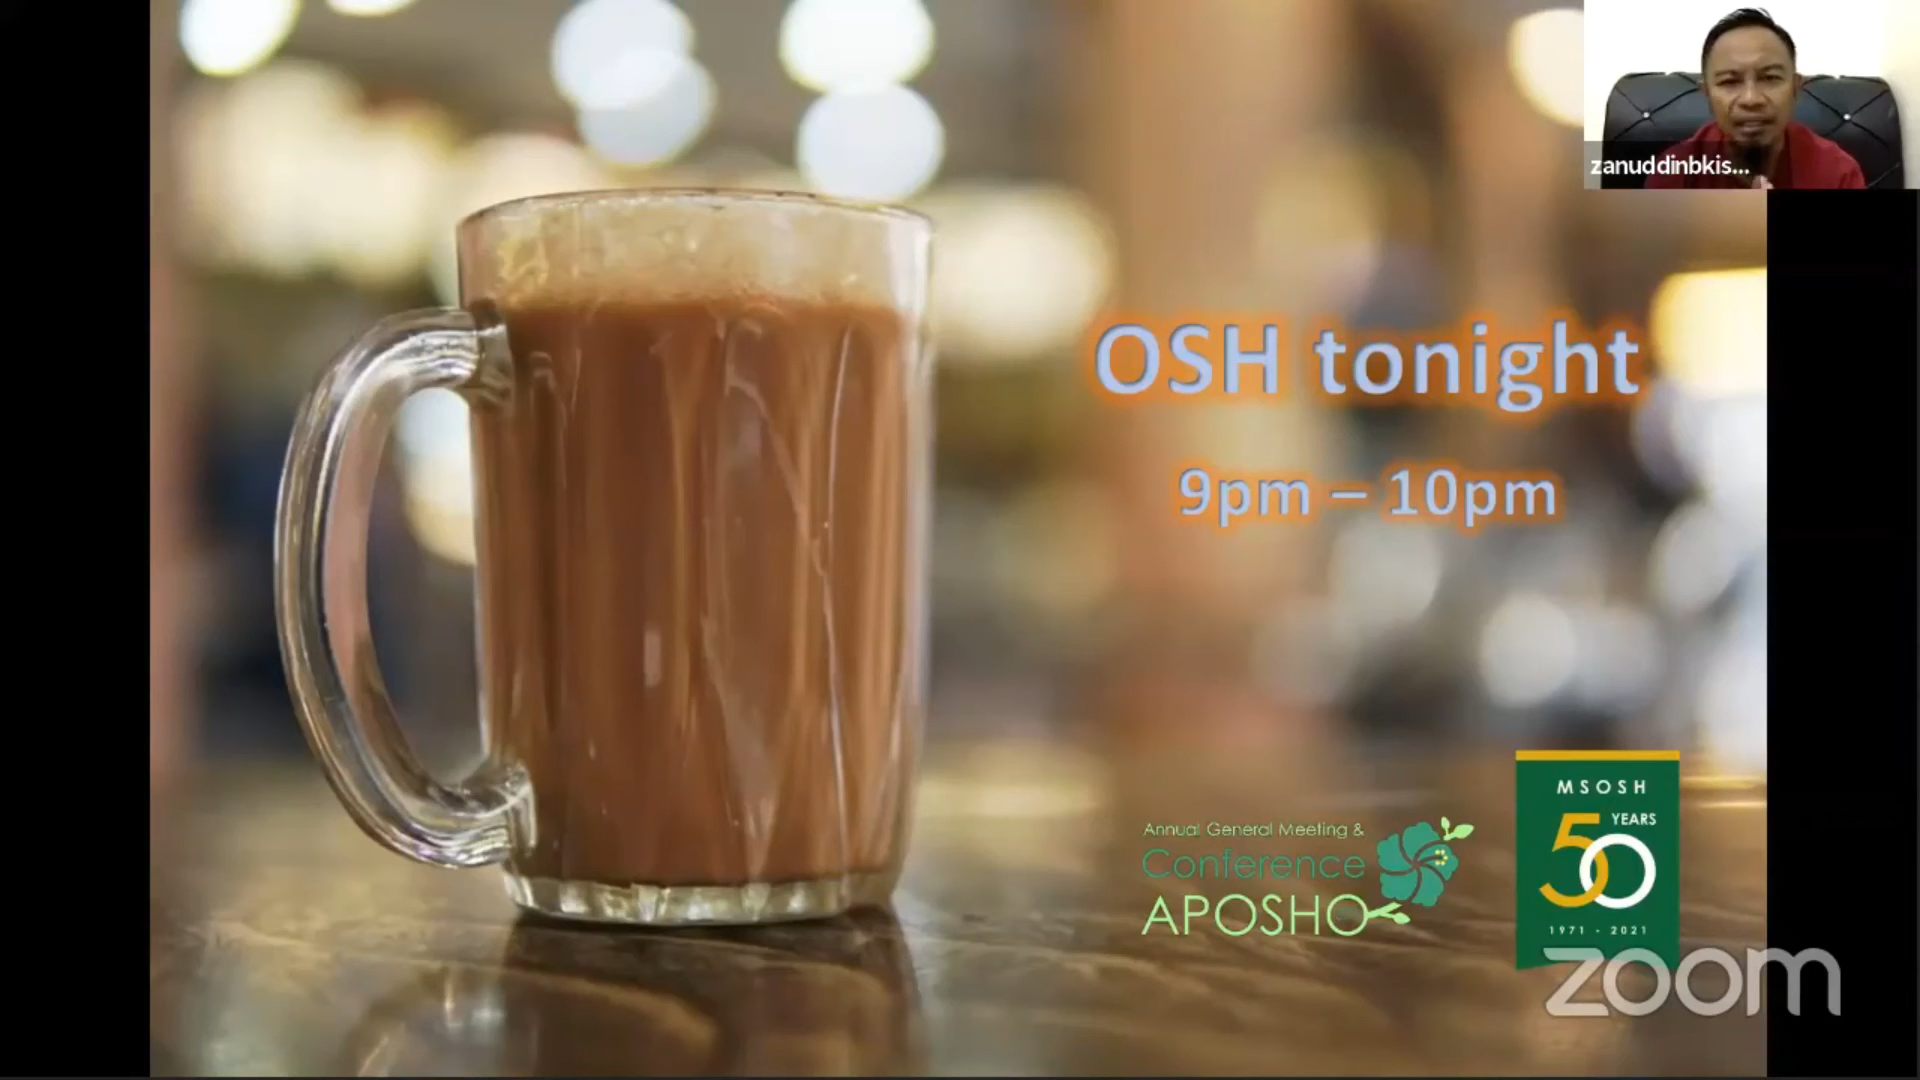 zanuddinbkis...
OSH tonight
9pm – 10pm
Annual General Meeting &
Conference
APOSHO
MSOSH
50 YEARS
1971 - 2021
zoom